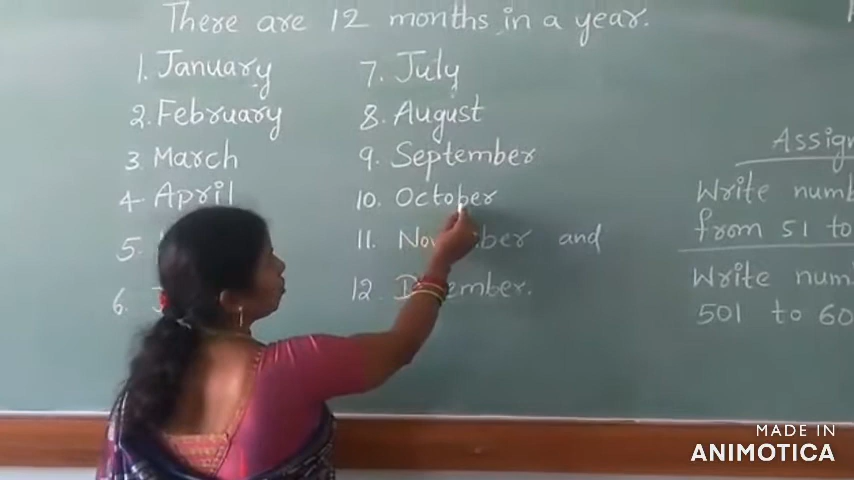 There are 12 months in a year.
1. January
2. February
3. March
4. April
5.
6. J
7. July
8. August
9. September
10. October
11. November and
12. December.
Assign
Write numb
from 51 to
Write num
501 to 60
MADE IN
ANIMOTICA